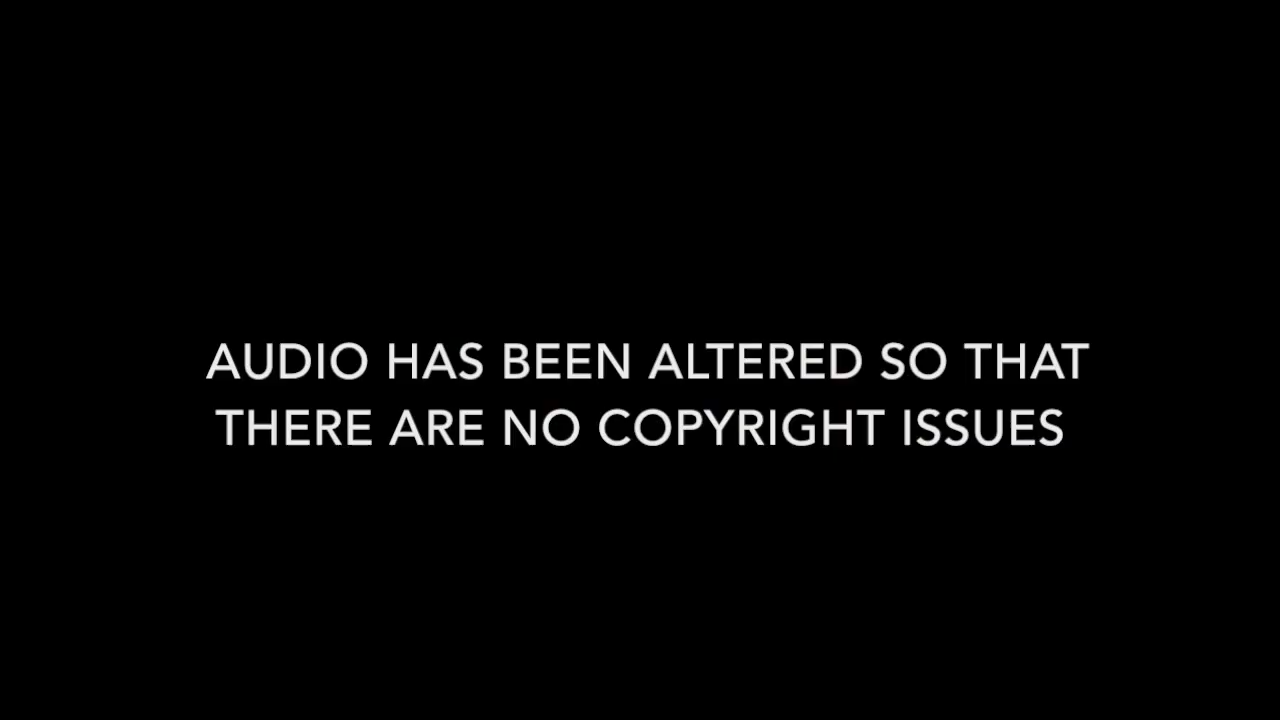 AUDIO HAS BEEN ALTERED SO THAT
THERE ARE NO COPYRIGHT ISSUES